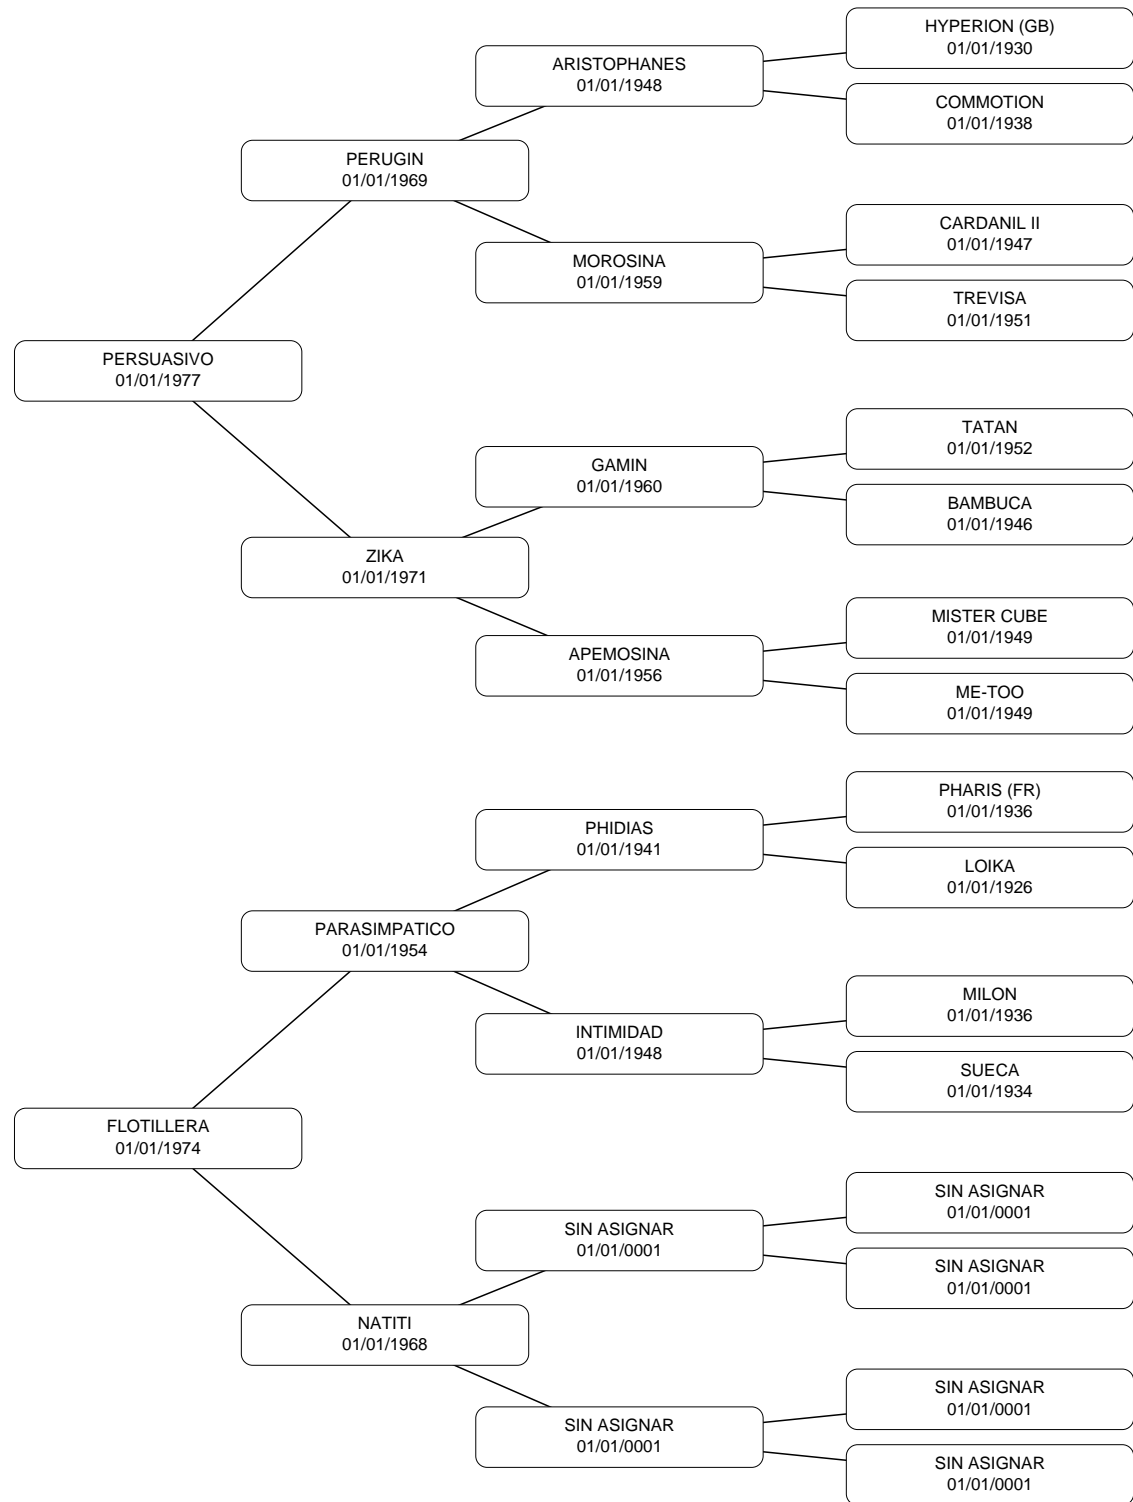 HYPERION (GB)
01/01/1930
ARISTOPHANES
01/01/1948
COMMOTION
01/01/1938
PERUGIN
01/01/1969
CARDANIL II
01/01/1947
MOROSINA
01/01/1959
TREVISA
01/01/1951
PERSUASIVO
01/01/1977
TATAN
01/01/1952
GAMIN
01/01/1960
BAMBUCA
01/01/1946
ZIKA
01/01/1971
MISTER CUBE
01/01/1949
APEMOSINA
01/01/1956
ME-TOO
01/01/1949
PHARIS (FR)
01/01/1936
PHIDIAS
01/01/1941
LOIKA
01/01/1926
PARASIMPATICO
01/01/1954
MILON
01/01/1936
INTIMIDAD
01/01/1948
SUECA
01/01/1934
FLOTILLERA
01/01/1974
SIN ASIGNAR
01/01/0001
SIN ASIGNAR
01/01/0001
SIN ASIGNAR
01/01/0001
NATITI
01/01/1968
SIN ASIGNAR
01/01/0001
SIN ASIGNAR
01/01/0001
SIN ASIGNAR
01/01/0001